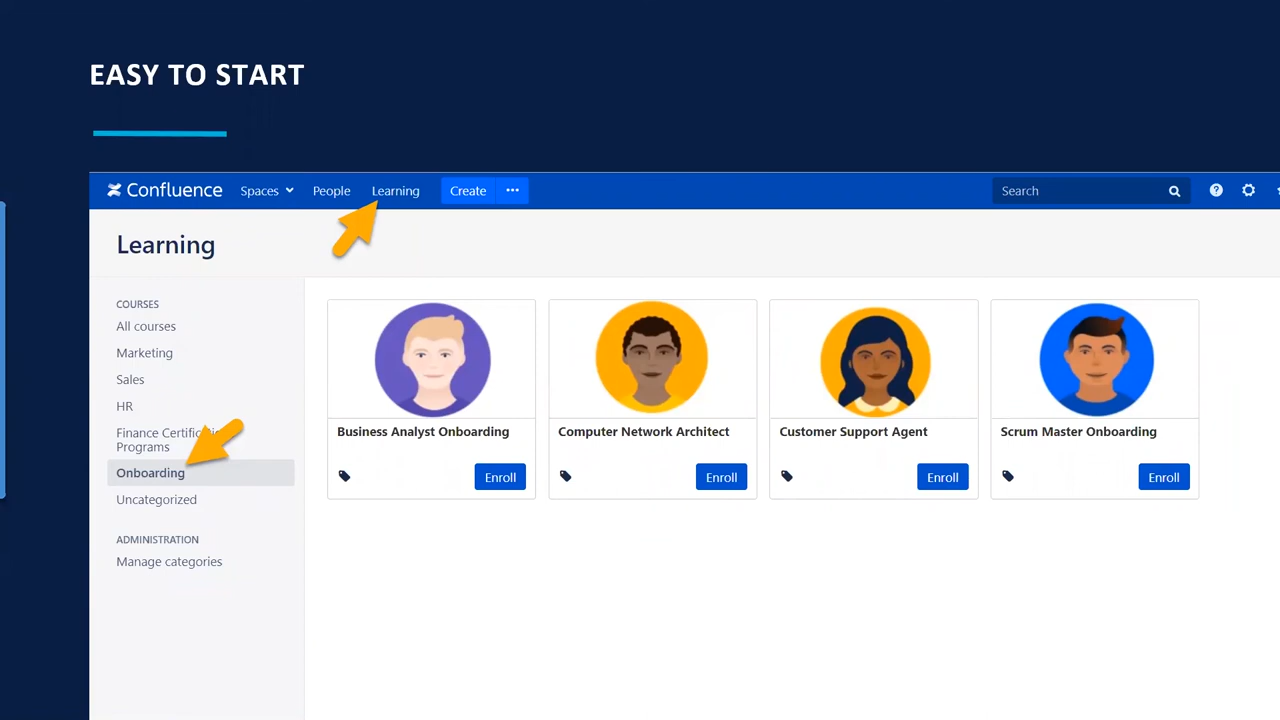 EASY TO START
Confluence Spaces People Learning Create ••• Search
Learning
COURSES
All courses
Marketing
Sales
HR
Finance
Programs
Onboarding
Uncategorized
ADMINISTRATION
Manage categories
Business Analyst Onboarding
Enroll
Computer Network Architect
Enroll
Customer Support Agent
Enroll
Scrum Master Onboarding
Enroll